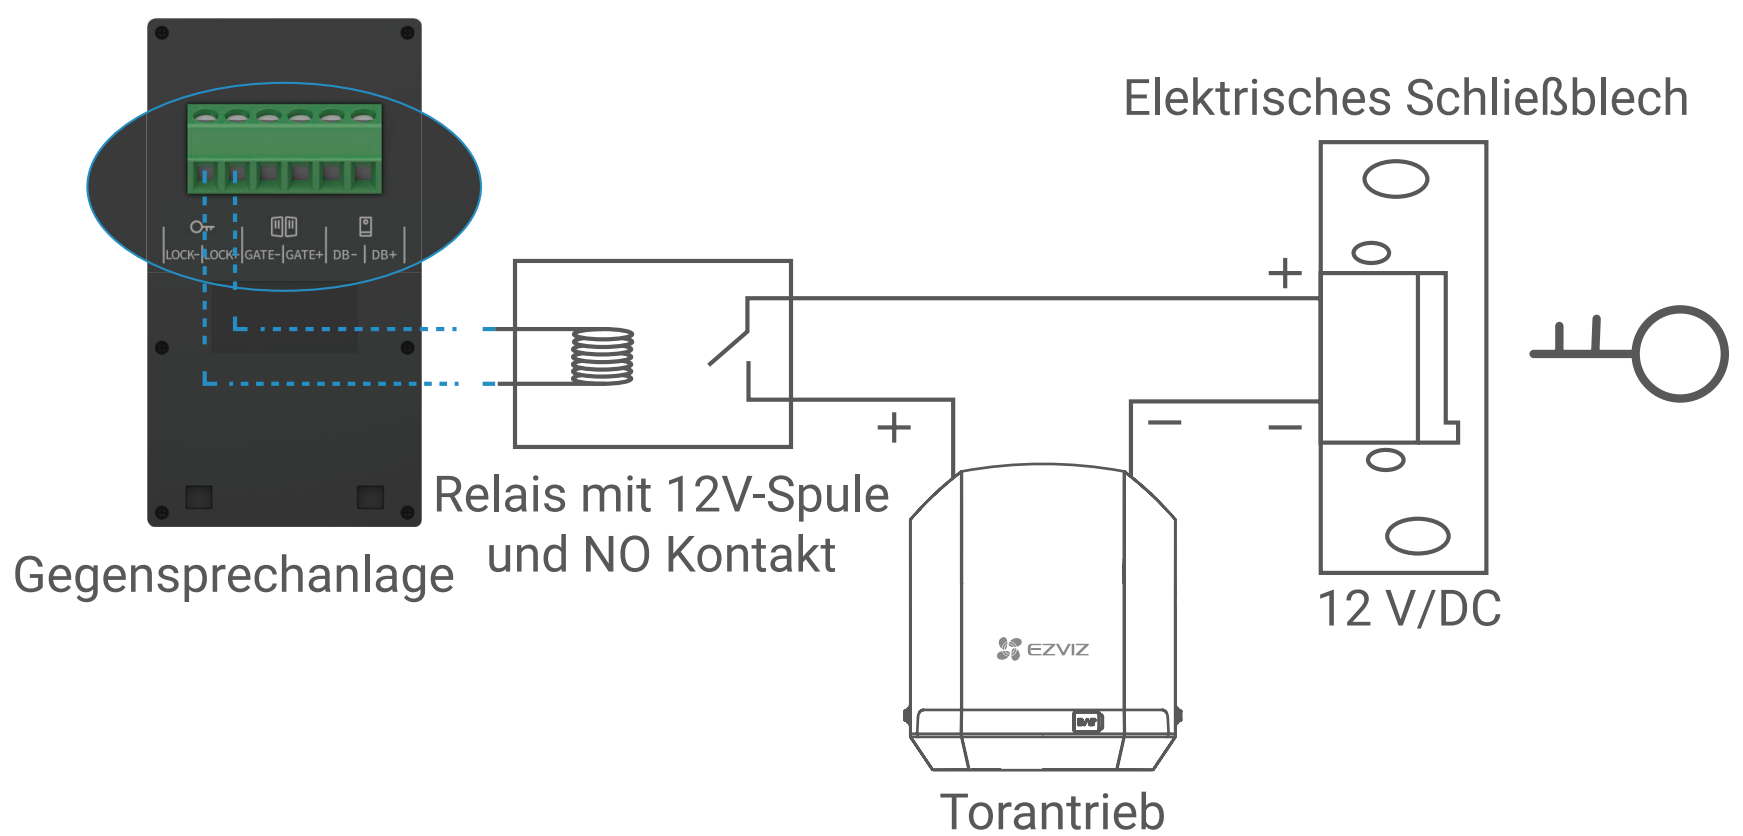 Elektrisches Schließblech
LOCK- LOCK+ GATE- GATE+ DB- DB+
+
+
-
-
Relais mit 12V-Spule
und NO Kontakt
Gegensprechanlage
12 V/DC
EZVIZ
Torantrieb